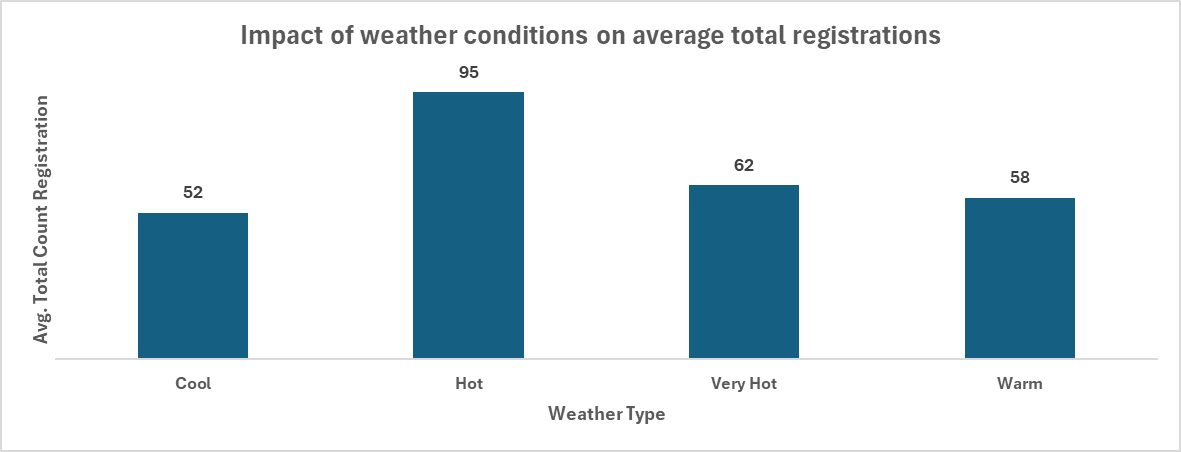 Impact of weather conditions on average total registrations
Avg. Total Count Registration
52
95
62
58
Cool
Hot
Very Hot
Warm
Weather Type